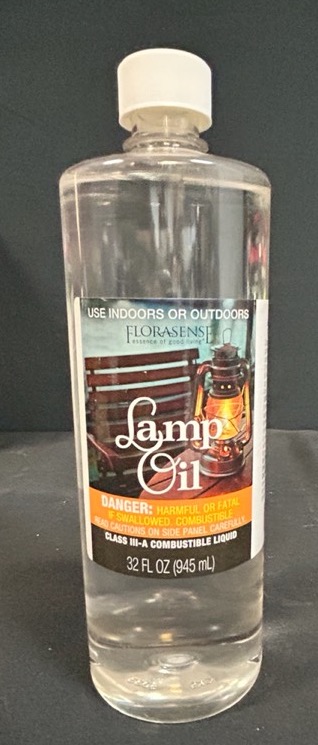 USE INDOORS OR OUTDOORS
FLORASENSE
essence of good living
Lamp
Oil
DANGER: HARMFUL OR FATAL
IF SWALLOWED. COMBUSTIBLE.
READ CAUTIONS ON SIDE PANEL CAREFULLY.
CLASS III-A COMBUSTIBLE LIQUID
32 FL OZ (945 mL)